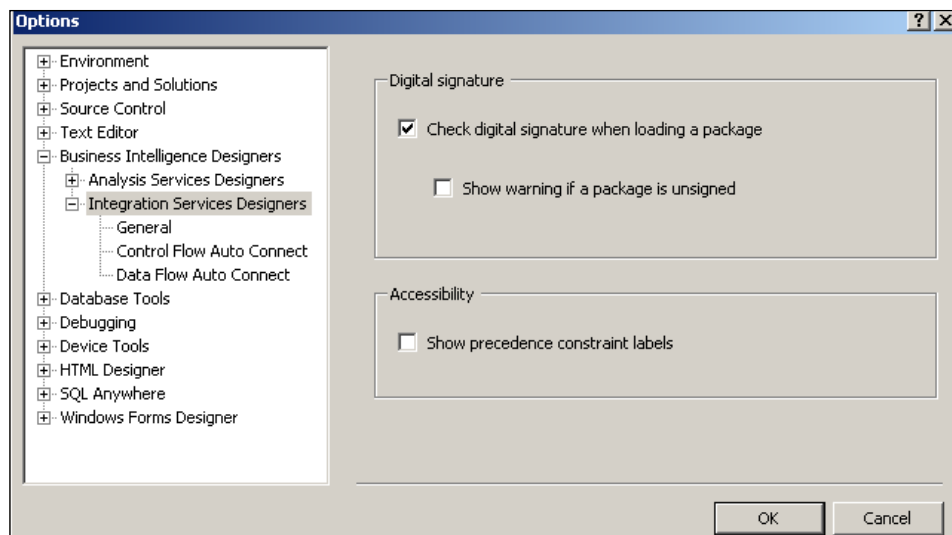 Options
Environment
Projects and Solutions
Source Control
Text Editor
Business Intelligence Designers
Analysis Services Designers
Integration Services Designers
General
Control Flow Auto Connect
Data Flow Auto Connect
Database Tools
Debugging
Device Tools
HTML Designer
SQL Anywhere
Windows Forms Designer
Digital signature
Check digital signature when loading a package
Show warning if a package is unsigned
Accessibility
Show precedence constraint labels
OK
Cancel